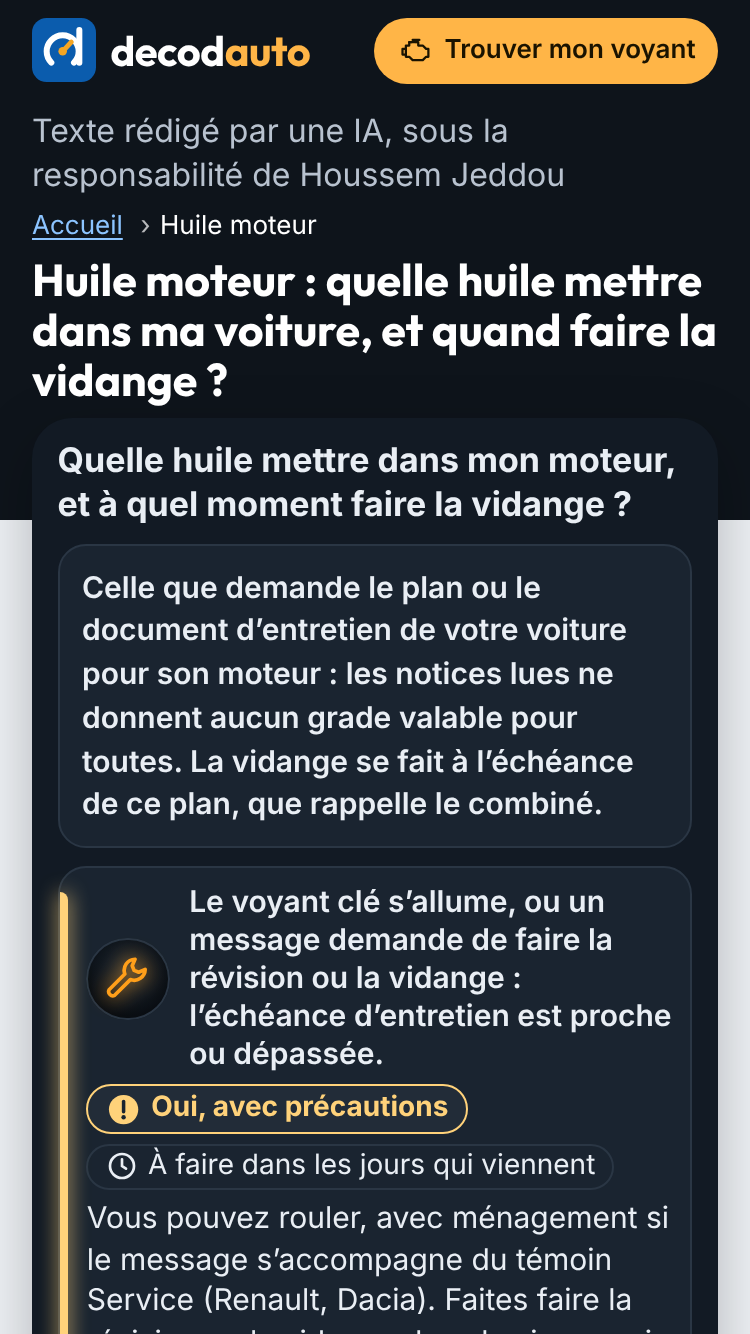 decodauto
Trouver mon voyant
Texte rédigé par une IA, sous la
responsabilité de Houssem Jeddou
Accueil › Huile moteur
Huile moteur : quelle huile mettre
dans ma voiture, et quand faire la
vidange ?
Quelle huile mettre dans mon moteur,
et à quel moment faire la vidange ?
Celle que demande le plan ou le
document d’entretien de votre voiture
pour son moteur : les notices lues ne
donnent aucun grade valable pour
toutes. La vidange se fait à l’échéance
de ce plan, que rappelle le combiné.
Le voyant clé s’allume, ou un
message demande de faire la
révision ou la vidange :
l’échéance d’entretien est proche
ou dépassée.
Oui, avec précautions
À faire dans les jours qui viennent
Vous pouvez rouler, avec ménagement si
le message s’accompagne du témoin
Service (Renault, Dacia). Faites faire la